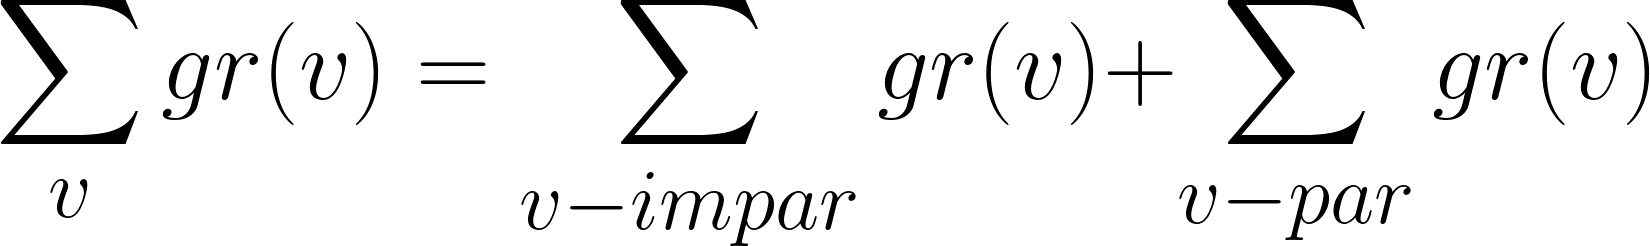 ∑_v gr(v) = ∑_{v−impar} gr(v) + ∑_{v−par} gr(v)